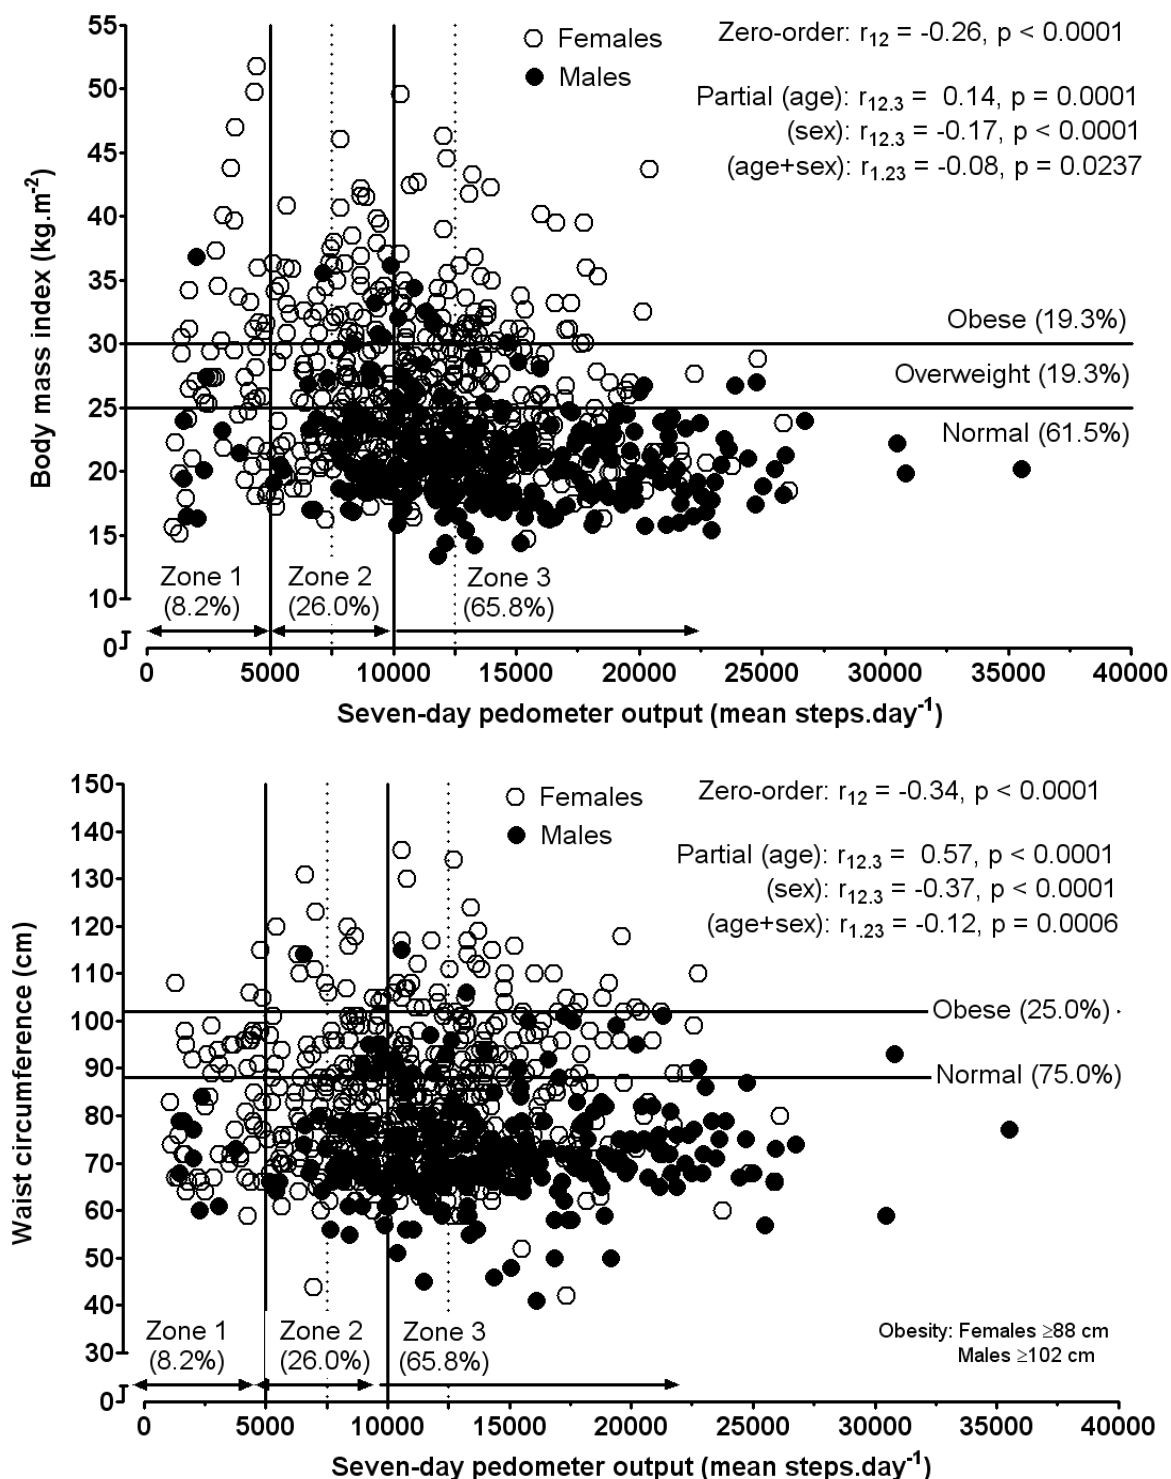 55
50
45
40
35
30
25
20
15
10
0
Body mass index (kg.m-2)
Females
Males
Zero-order: r12 = -0.26, p < 0.0001
Partial (age): r12.3 = 0.14, p = 0.0001
(sex): r12.3 = -0.17, p < 0.0001
(age+sex): r1.23 = -0.08, p = 0.0237
Obese (19.3%)
Overweight (19.3%)
Normal (61.5%)
Zone 1 Zone 2 Zone 3
(8.2%) (26.0%) (65.8%)
0 5000 10000 15000 20000 25000 30000 35000 40000
Seven-day pedometer output (mean steps.day-1)
150
140
130
120
110
100
90
80
70
60
50
40
30
0
Waist circumference (cm)
Females
Males
Zero-order: r12 = -0.34, p < 0.0001
Partial (age): r12.3 = 0.57, p < 0.0001
(sex): r12.3 = -0.37, p < 0.0001
(age+sex): r1.23 = -0.12, p = 0.0006
Obese (25.0%)
Normal (75.0%)
Zone 1 Zone 2 Zone 3
(8.2%) (26.0%) (65.8%)
Obesity: Females ≥88 cm
Males ≥102 cm
0 5000 10000 15000 20000 25000 30000 35000 40000
Seven-day pedometer output (mean steps.day-1)